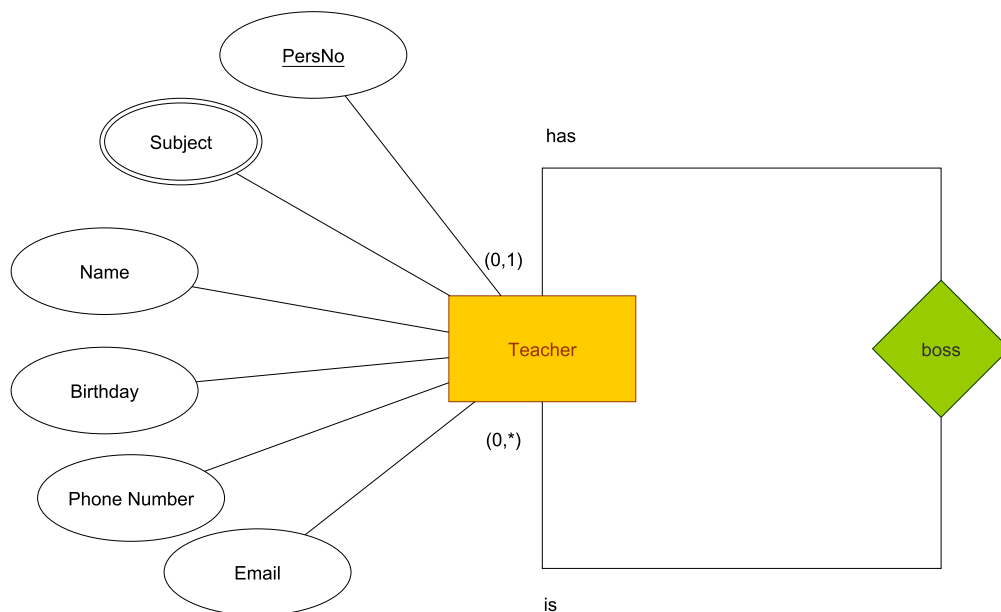 PersNo
Subject
has
Name
(0,1)
Teacher
boss
Birthday
(0,*)
Phone Number
Email
is